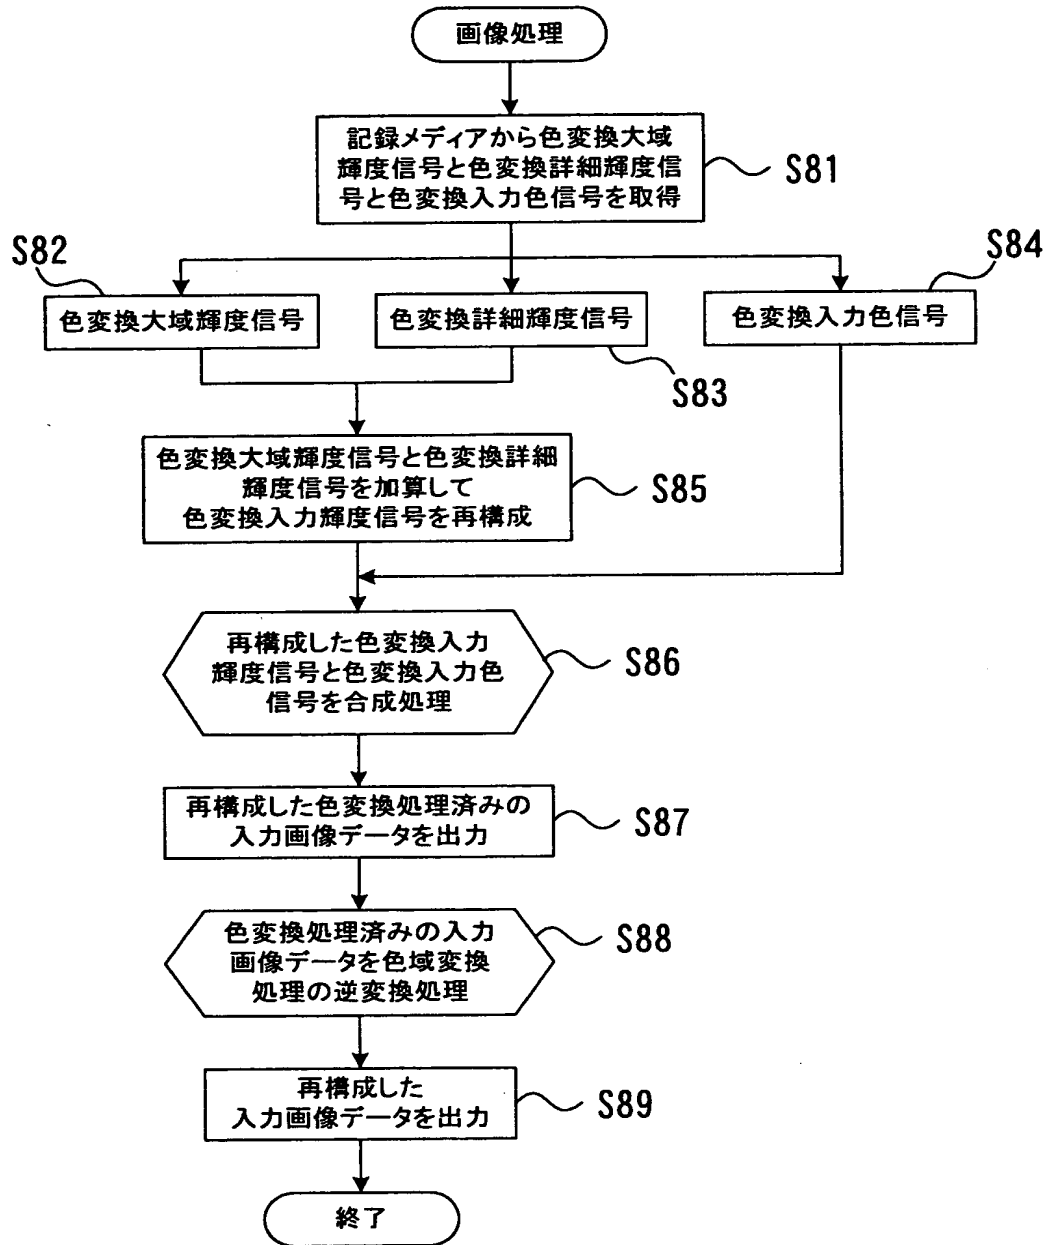 画像処理
記録メディアから色変換大域
輝度信号と色変換詳細輝度信
号と色変換入力色信号を取得
S81
S82
S84
色変換大域輝度信号
色変換詳細輝度信号
色変換入力色信号
S83
色変換大域輝度信号と色変換詳細
輝度信号を加算して
色変換入力輝度信号を再構成
S85
再構成した色変換入力
輝度信号と色変換入力色
信号を合成処理
S86
再構成した色変換処理済みの
入力画像データを出力
S87
色変換処理済みの入力
画像データを色域変換
処理の逆変換処理
S88
再構成した
入力画像データを出力
S89
終了